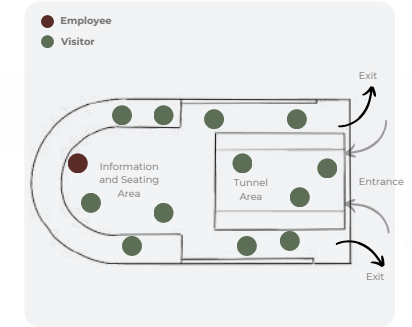 Employee
Visitor
Exit
Information
and Seating
Area
Tunnel
Area
Entrance
Exit